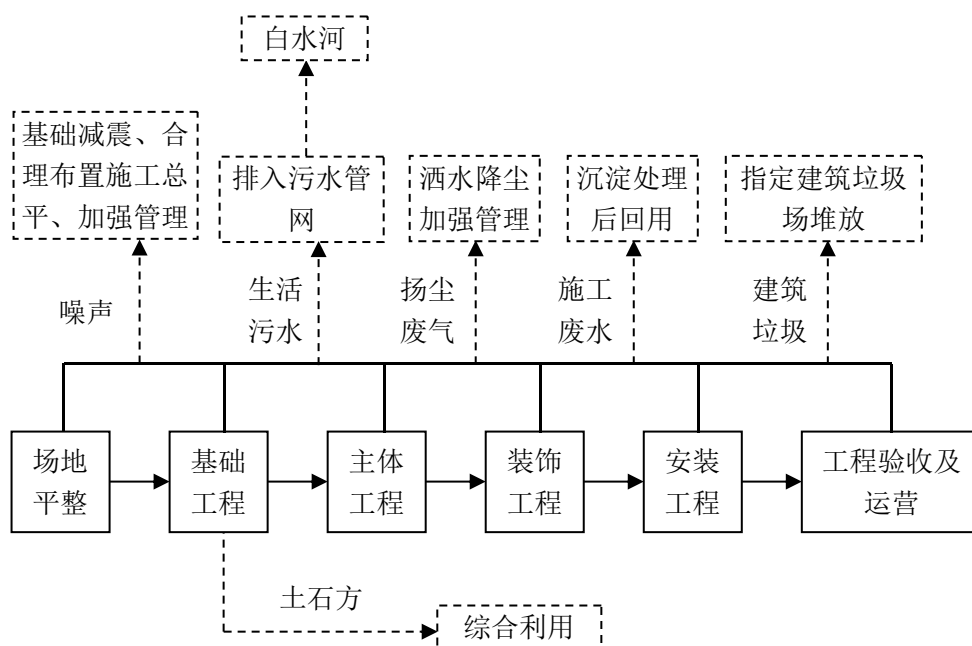 白水河
基础减震、合
理布置施工总
平、加强管理
排入污水管
网
洒水降尘
加强管理
沉淀处理
后回用
指定建筑垃圾
场堆放
噪声
生活
污水
扬尘
废气
施工
废水
建筑
垃圾
场地
平整
基础
工程
主体
工程
装饰
工程
安装
工程
工程验收及
运营
土石方
综合利用